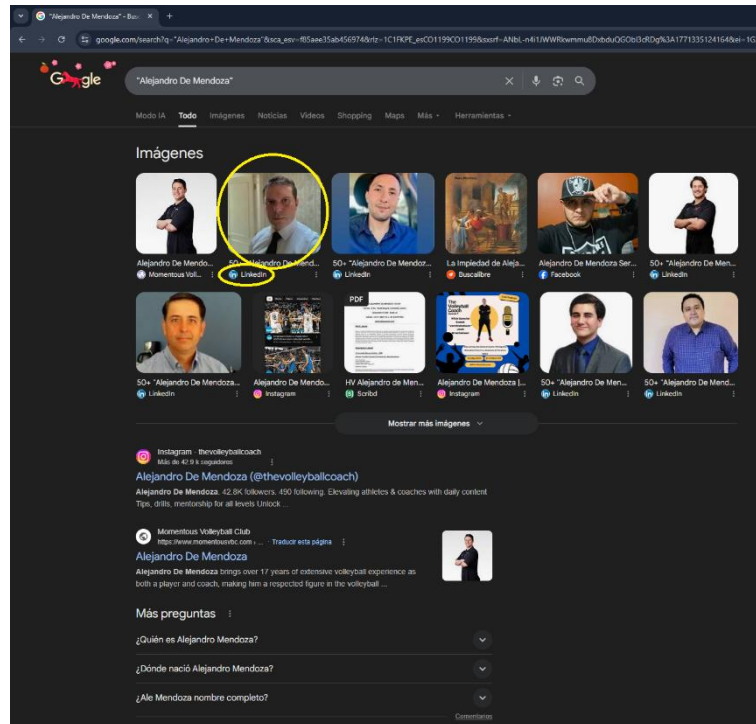 "Alejandro De Mendoza" - Bus
google.com/search?q="Alejandro+De+Mendoza"&sca_esv=f85aee35ab456974&rlz=1C1FKPE_esCO1199CO1199&sxsrf=
Google
"Alejandro De Mendoza"
Modo IA Todo Imágenes Noticias Videos Shopping Maps Más Herramientas
Imágenes
Alejandro De Mendo... 50+ "Alejandro De Mend... 50+ "Alejandro De Mendoz... La Impiedad de Aleja... Alejandro De Mendoza Ser... 50+ "Alejandro De Men...
Momentous Voll... LinkedIn LinkedIn Buscalibre Facebook LinkedIn
PDF
The Volleyball Coach
50+ "Alejandro De Mendoza... Alejandro De Mendo... HV Alejandro de Men... Alejandro De Mendoza |... 50+ "Alejandro De Men... 50+ "Alejandro De Mend...
LinkedIn Instagram Scribd Instagram LinkedIn LinkedIn
Mostrar más imágenes
Instagram · thevolleyballcoach
Más de 42.9 k seguidores
Alejandro De Mendoza (@thevolleyballcoach)
Alejandro De Mendoza. 42.8K followers. 490 following. Elevating athletes & coaches with daily content
Tips, drills, mentorship for all levels Unlock ...
Momentous Volleyball Club
https://www.momentousvbc.com › ... · Traducir esta página
Alejandro De Mendoza
Alejandro De Mendoza brings over 17 years of extensive volleyball experience as
both a player and coach, making him a respected figure in the volleyball ...
Más preguntas
¿Quién es Alejandro Mendoza?
¿Dónde nació Alejandro Mendoza?
¿Ale Mendoza nombre completo?
Comentarios